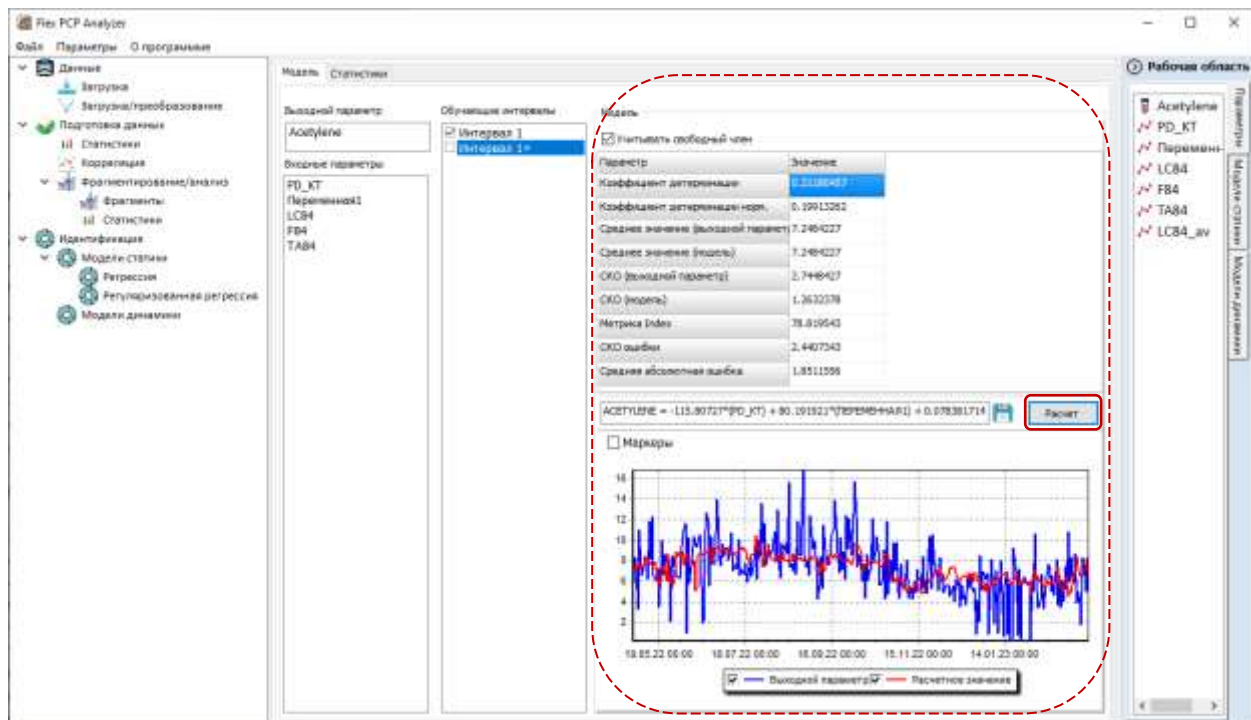 Flex PCP Analyzer
Файл Параметры О программе
Данные
Загрузка
Загрузка/преобразование
Подготовка данных
Статистики
Корреляция
Фрагментирование/анализ
Фрагменты
Статистики
Идентификация
Модели статики
Регрессия
Регуляризованная регрессия
Модели динамики
Модель Статистики
Выходной параметр
Acetylene
Входные параметры
PD_KT
Переменная1
LC84
F84
TA84
Обучающие интервалы
Интервал 1
Интервал 1*
Модель
Учитывать свободный член
Параметр Значение
Коэффициент детерминации
Коэффициент детерминации норм. 0.19913262
Среднее значение (выходной парамет 7.2484227
Среднее значение (модель) 7.2484227
СКО (выходной параметр) 2.7448427
СКО (модель) 1.2632378
Метрика Index 78.819543
СКО ошибки 2.4407343
Средняя абсолютная ошибка 1.8511556
ACETYLENE = -115.80727*(PD_KT) + 80.191521*(ПЕРЕМЕННАЯ1) + 0.078381714
Расчет
Маркеры
16
14
12
10
8
6
4
2
19.05.22 00:00 18.07.22 00:00 16.09.22 00:00 15.11.22 00:00 14.01.23 00:00
Выходной параметр Расчетное значение
Рабочая область
Acetylene
PD_KT
Переменн
LC84
F84
TA84
LC84_av
Параметры
Модели статики
Модели динамики